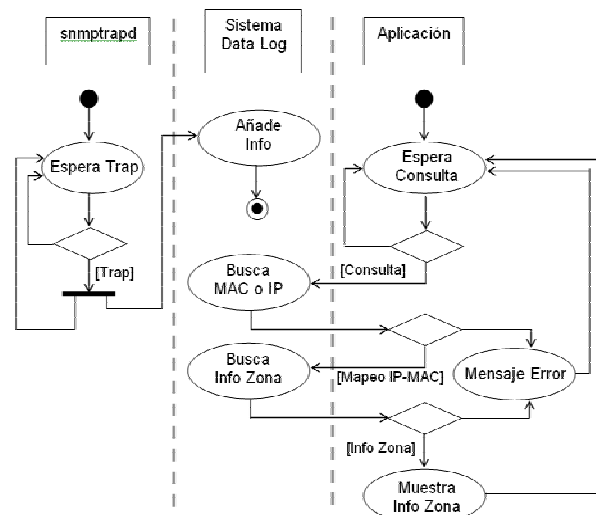 snmptrapd
Sistema
Data Log
Aplicación
Espera Trap
Añade
Info
Espera
Consulta
[Trap]
[Consulta]
Busca
MAC o IP
Busca
Info Zona
[Mapeo IP-MAC]
Mensaje Error
[Info Zona]
Muestra
Info Zona